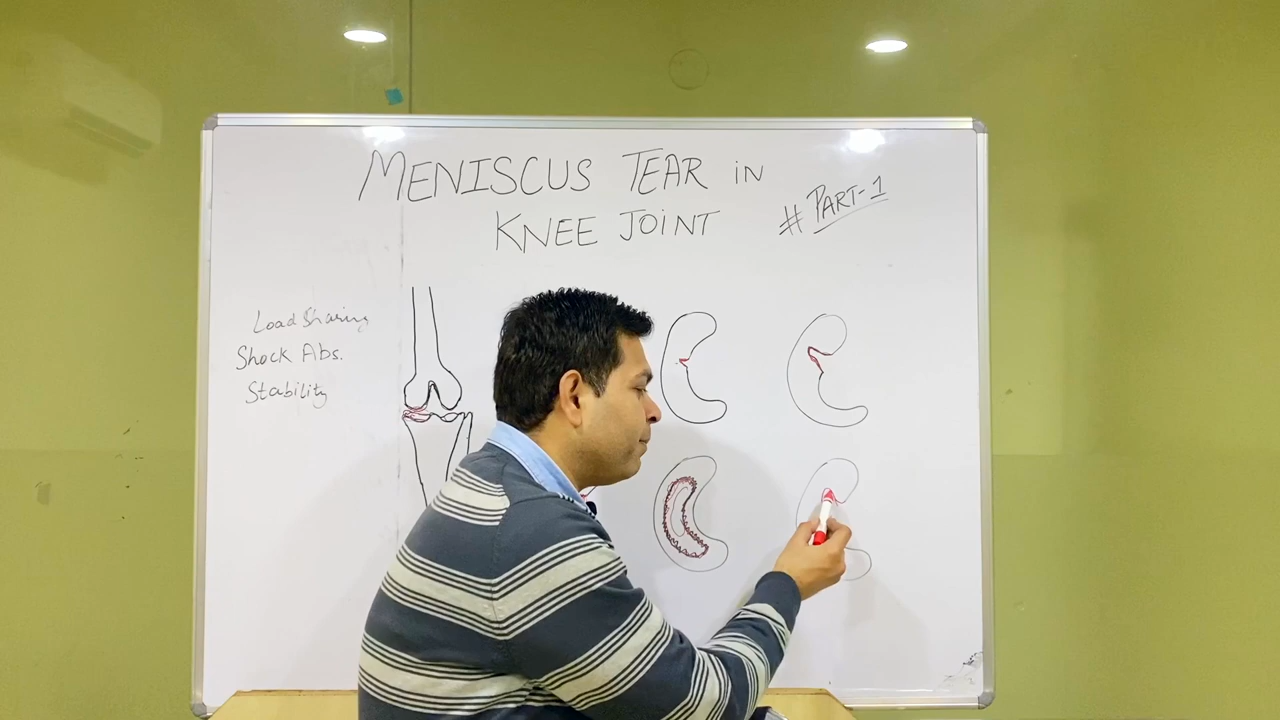 MENISCUS TEAR IN
KNEE JOINT
# PART-1
Load Sharing
Shock Abs.
Stability